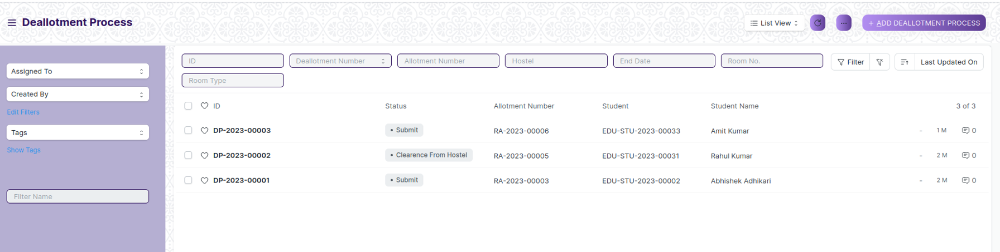 Deallotment Process
List View
...
+ ADD DEALLOTMENT PROCESS
Assigned To
Created By
Edit Filters
Tags
Show Tags
Filter Name
ID
Deallotment Number
Allotment Number
Hostel
End Date
Room No.
Filter
Last Updated On
Room Type
ID Status Allotment Number Student Student Name 3 of 3
DP-2023-00003 • Submit RA-2023-00006 EDU-STU-2023-00033 Amit Kumar - 1 M 0
DP-2023-00002 • Clearence From Hostel RA-2023-00005 EDU-STU-2023-00031 Rahul Kumar - 2 M 0
DP-2023-00001 • Submit RA-2023-00003 EDU-STU-2023-00002 Abhishek Adhikari - 2 M 0